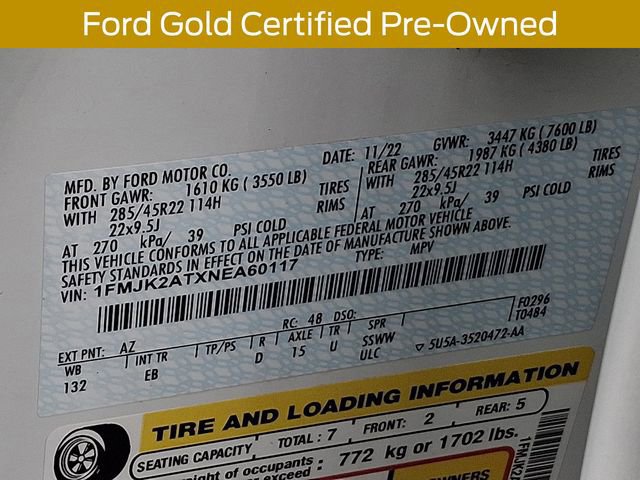 Ford Gold Certified Pre-Owned
MFD. BY FORD MOTOR CO. DATE: 11/22 GVWR: 3447 KG ( 7600 LB)
FRONT GAWR: 1610 KG ( 3550 LB) REAR GAWR: 1987 KG ( 4380 LB)
WITH 285/45R22 114H TIRES WITH 285/45R22 114H TIRES
22x9.5J RIMS 22x9.5J RIMS
AT 270 kPa/ 39 PSI COLD AT 270 kPa/ 39 PSI COLD
THIS VEHICLE CONFORMS TO ALL APPLICABLE FEDERAL MOTOR VEHICLE
SAFETY STANDARDS IN EFFECT ON THE DATE OF MANUFACTURE SHOWN ABOVE.
VIN: 1FMJK2ATXNEA60117 TYPE: MPV
F0296
T0484
EXT PNT: AZ RC: 48 DSO:
WB INT TR TP/PS R AXLE TR SPR
132 EB D 15 U SSWW
ULC ▽ 5U5A-3520472-AA
TIRE AND LOADING INFORMATION
SEATING CAPACITY TOTAL : 7 FRONT: 2 REAR: 5
ight of occupants : 772 kg or 1702 lbs.
exceed
OWNERS